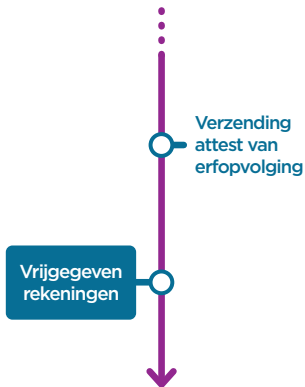 Verzending
attest van
erfopvolging
Vrijgegeven
rekeningen